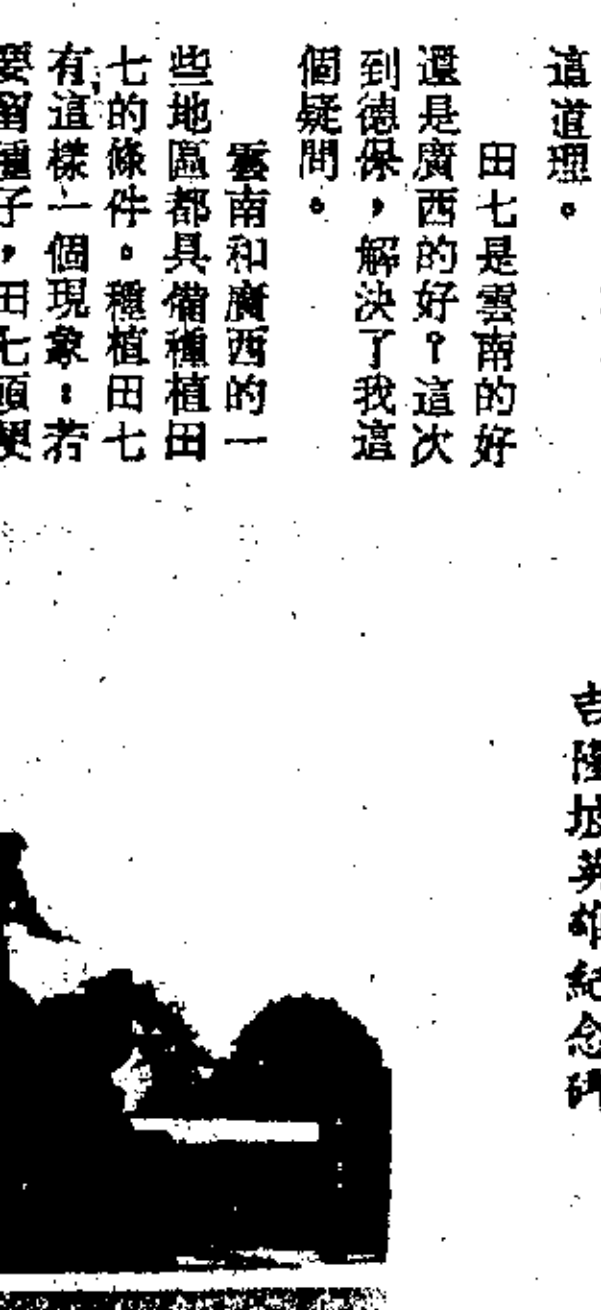 這道理。
田七是雲南的好
還是廣西的好？這次
到德保，解決了我這
個疑問。
雲南和廣西的一
些地區都具備種植田
七的條件。種植田七
有這樣一個現象：若
要留種子，田七頭便
吉隆坡英雄紀念碑